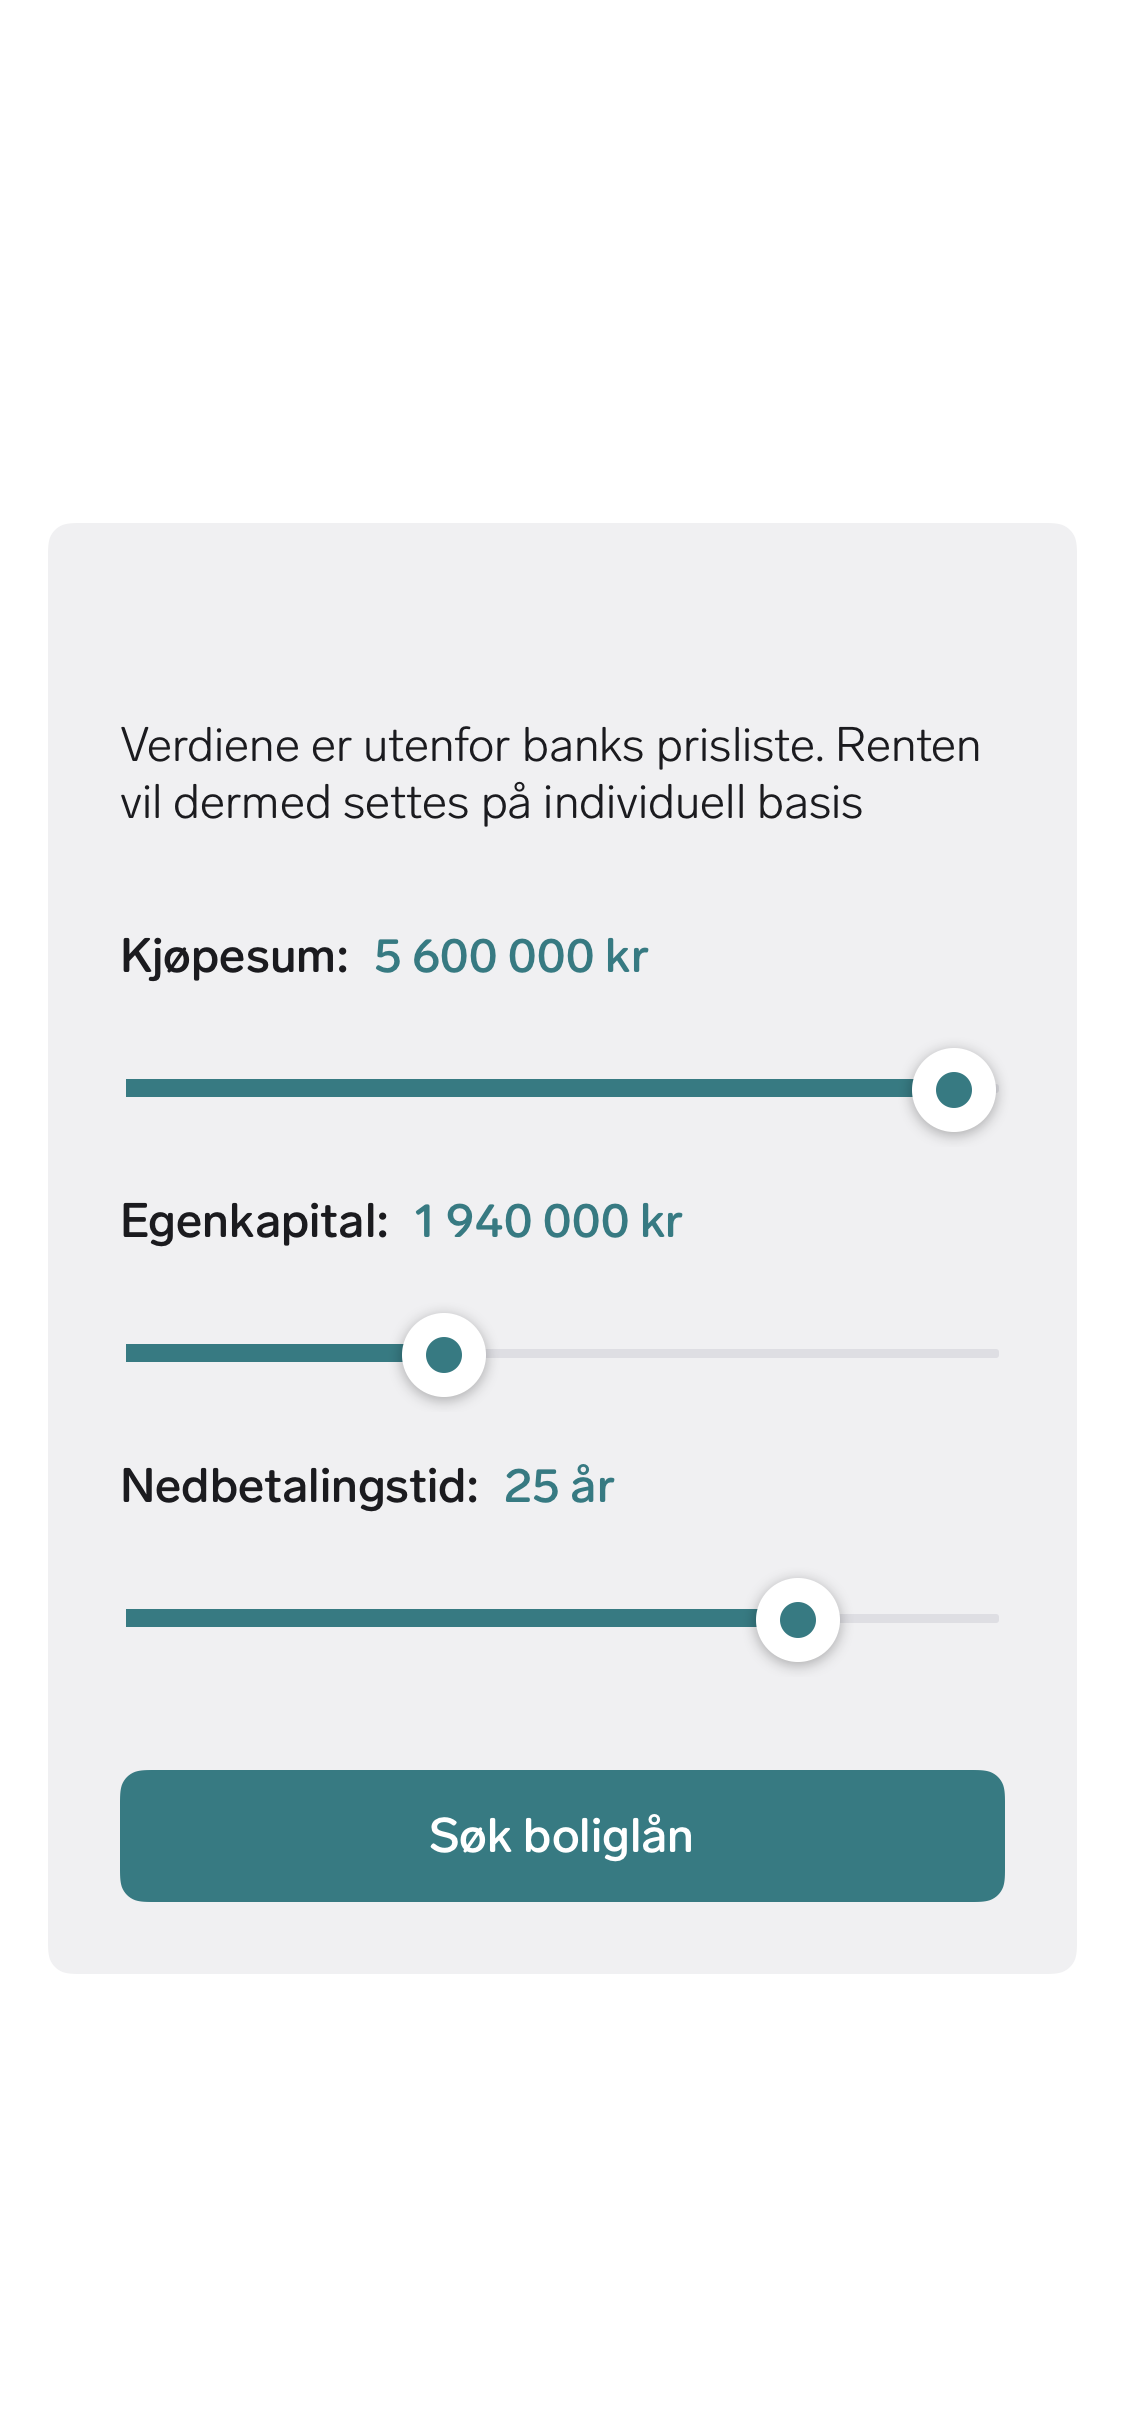 Verdiene er utenfor banks prisliste. Renten
vil dermed settes på individuell basis
Kjøpesum: 5 600 000 kr
Egenkapital: 1 940 000 kr
Nedbetalingstid: 25 år
Søk boliglån